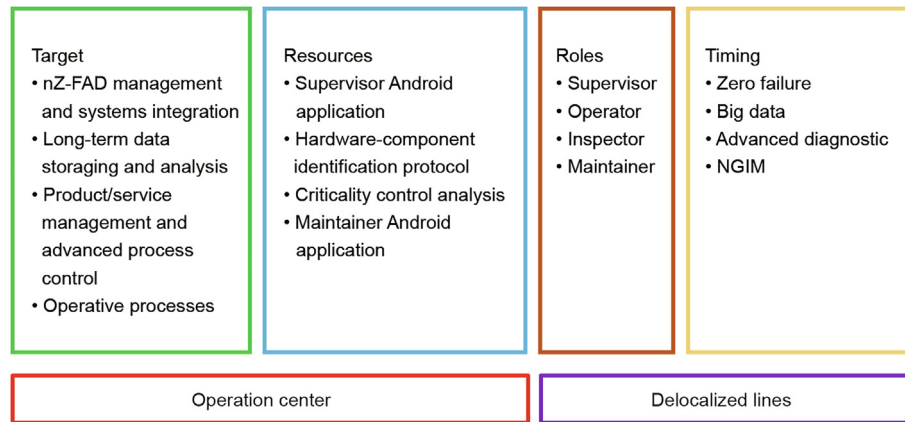 Target
• nZ-FAD management
and systems integration
• Long-term data
storaging and analysis
• Product/service
management and
advanced process
control
• Operative processes
Resources
• Supervisor Android
application
• Hardware-component
identification protocol
• Criticality control analysis
• Maintainer Android
application
Roles
• Supervisor
• Operator
• Inspector
• Maintainer
Timing
• Zero failure
• Big data
• Advanced diagnostic
• NGIM
Operation center
Delocalized lines